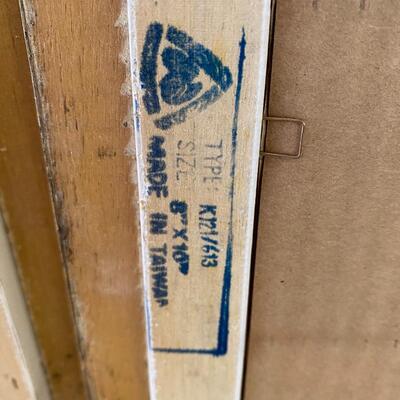 TYPE: K121/613
SIZE: 8" X 10"
MADE IN TAIWAN